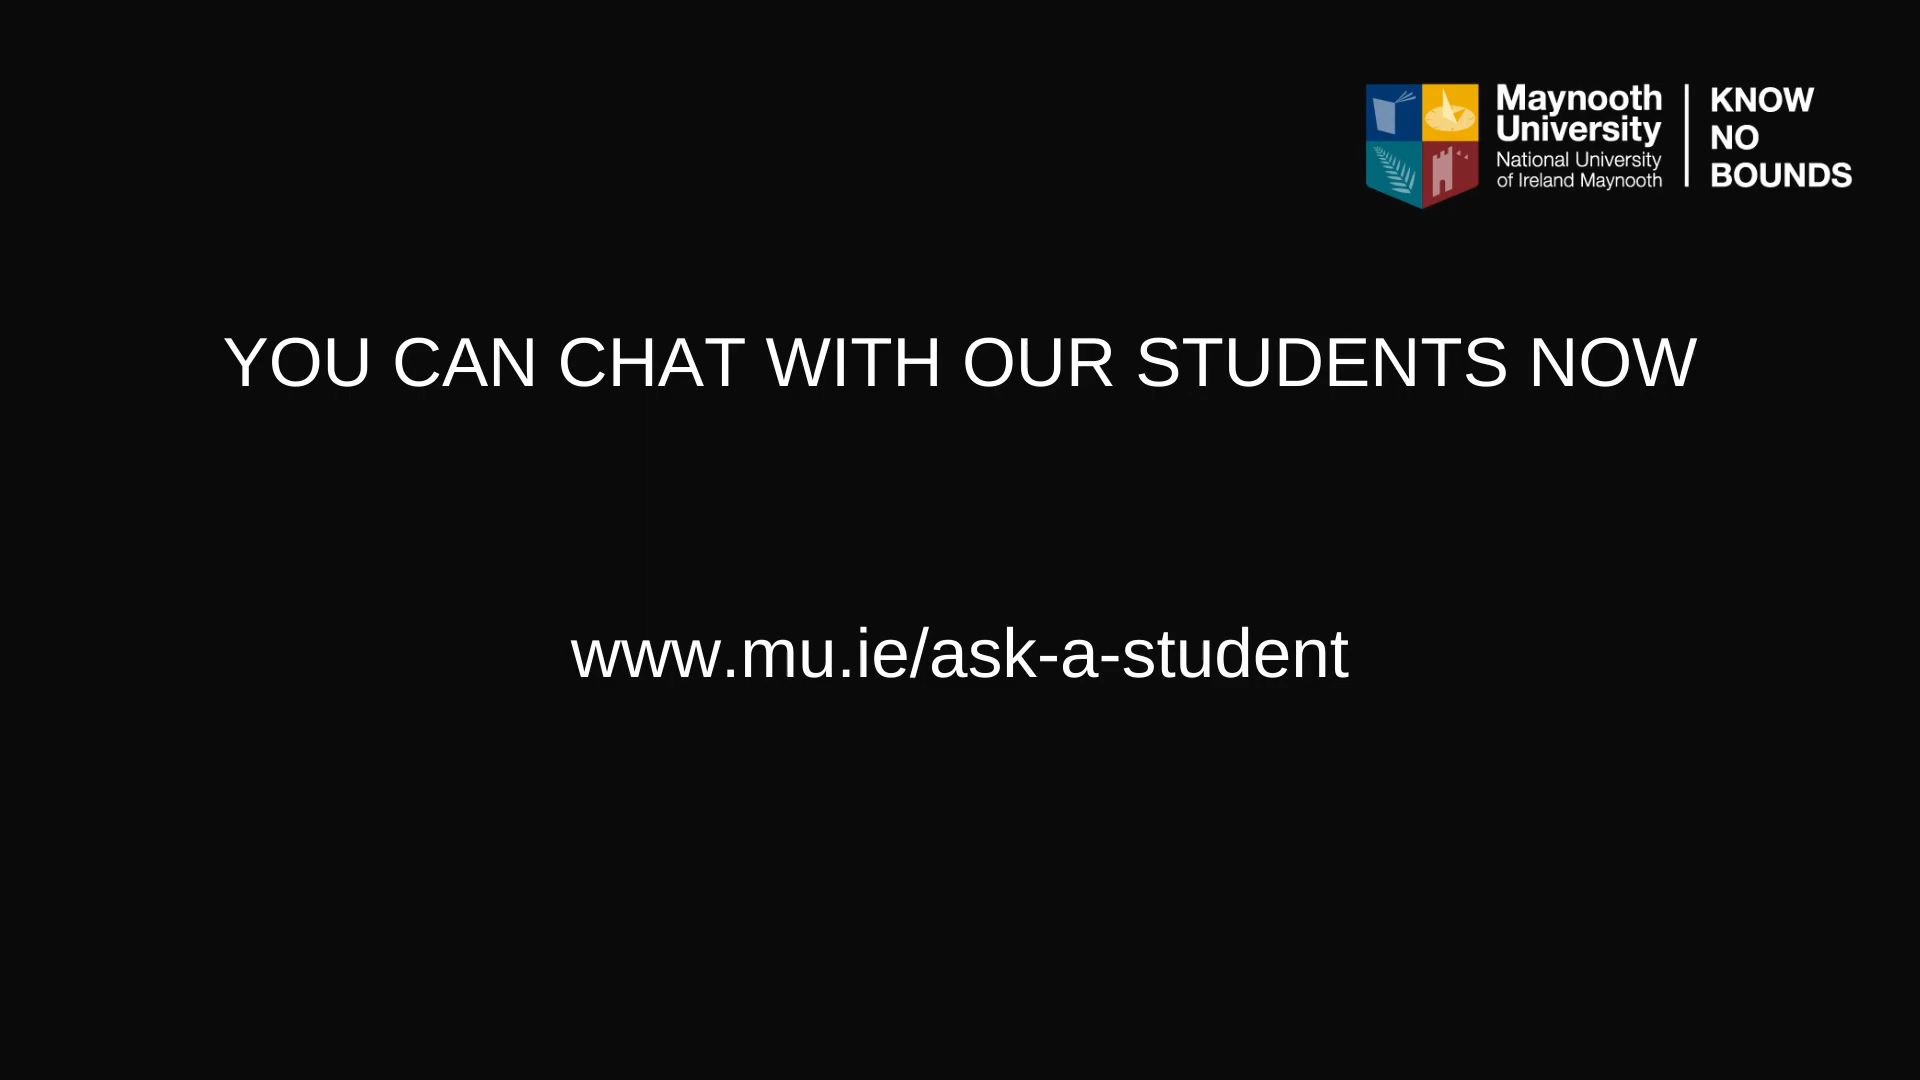 Maynooth
University
National University
of Ireland Maynooth
KNOW
NO
BOUNDS
YOU CAN CHAT WITH OUR STUDENTS NOW
www.mu.ie/ask-a-student